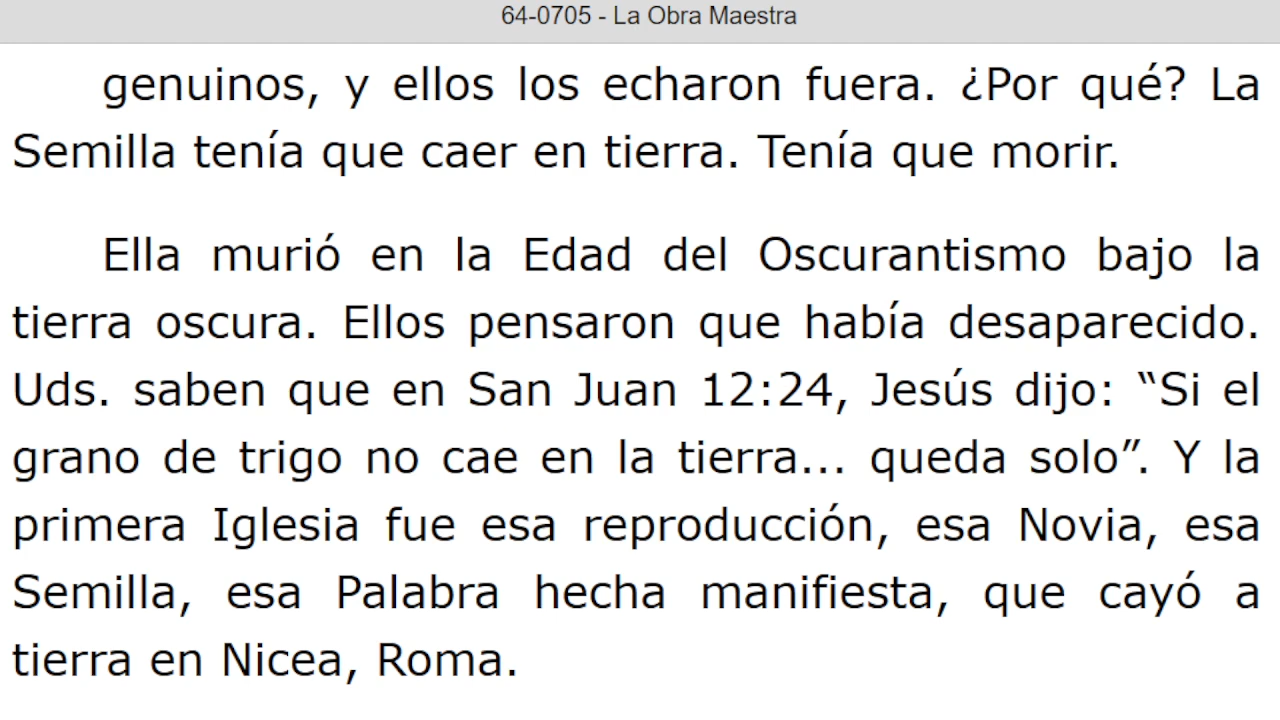 64-0705 - La Obra Maestra
genuinos, y ellos los echaron fuera. ¿Por qué? La
Semilla tenía que caer en tierra. Tenía que morir.
Ella murió en la Edad del Oscurantismo bajo la
tierra oscura. Ellos pensaron que había desaparecido.
Uds. saben que en San Juan 12:24, Jesús dijo: “Si el
grano de trigo no cae en la tierra... queda solo”. Y la
primera Iglesia fue esa reproducción, esa Novia, esa
Semilla, esa Palabra hecha manifiesta, que cayó a
tierra en Nicea, Roma.